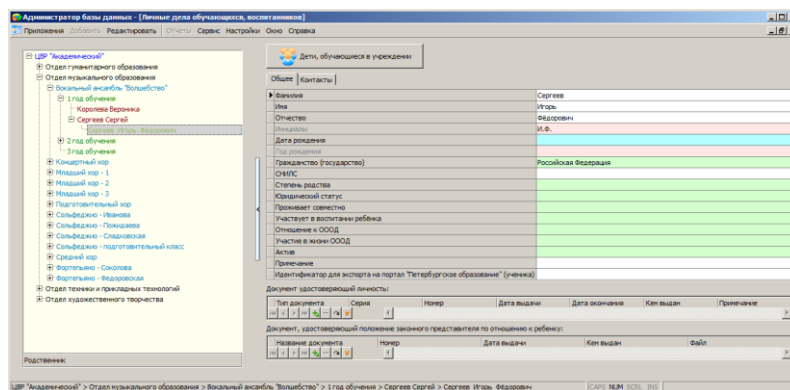 Администратор базы данных - [Личные дела обучающихся, воспитанников]
Приложения Добавить Редактировать Отчеты Сервис Настройки Окно Справка
ЦВР "Академический"
Отдел гуманитарного образования
Отдел музыкального образования
Вокальный ансамбль "Волшебство"
1 год обучения
Королева Вероника
Сергеев Сергей
Сергеев Игорь Фёдорович
2 год обучения
3 год обучения
Концертный хор
Младший хор - 1
Младший хор - 2
Младший хор - 3
Подготовительный хор
Сольфеджио - Иванова
Сольфеджио - Пожидаева
Сольфеджио - Сладковская
Сольфеджио - подготовительный класс
Средний хор
Фортепьяно - Соколова
Фортепьяно - Федоровская
Отдел техники и прикладных технологий
Отдел художественного творчества
Родственник
Дети, обучающиеся в учреждении
Общее Контакты
Фамилия Сергеев
Имя Игорь
Отчество Фёдорович
Инициалы И.Ф.
Дата рождения
Год рождения
Гражданство (государство) Российская Федерация
СНИЛС
Степень родства
Юридический статус
Проживает совместно
Участвует в воспитании ребёнка
Отношение к ОООД
Участие в жизни ОООД
Актив
Примечание
Идентификатор для экспорта на портал "Петербургское образование" (ученика)
Документ удостоверяющий личность:
Тип документа Серия Номер Дата выдачи Дата окончания Кем выдан Примечание
Документ, удостоверяющий положение законного представителя по отношению к ребенку:
Название документа Номер Дата выдачи Кем выдан Файл
ЦВР "Академический" > Отдел музыкального образования > Вокальный ансамбль "Волшебство" > 1 год обучения > Сергеев Сергей > Сергеев Игорь Фёдорович CAPS NUM SCRL INS